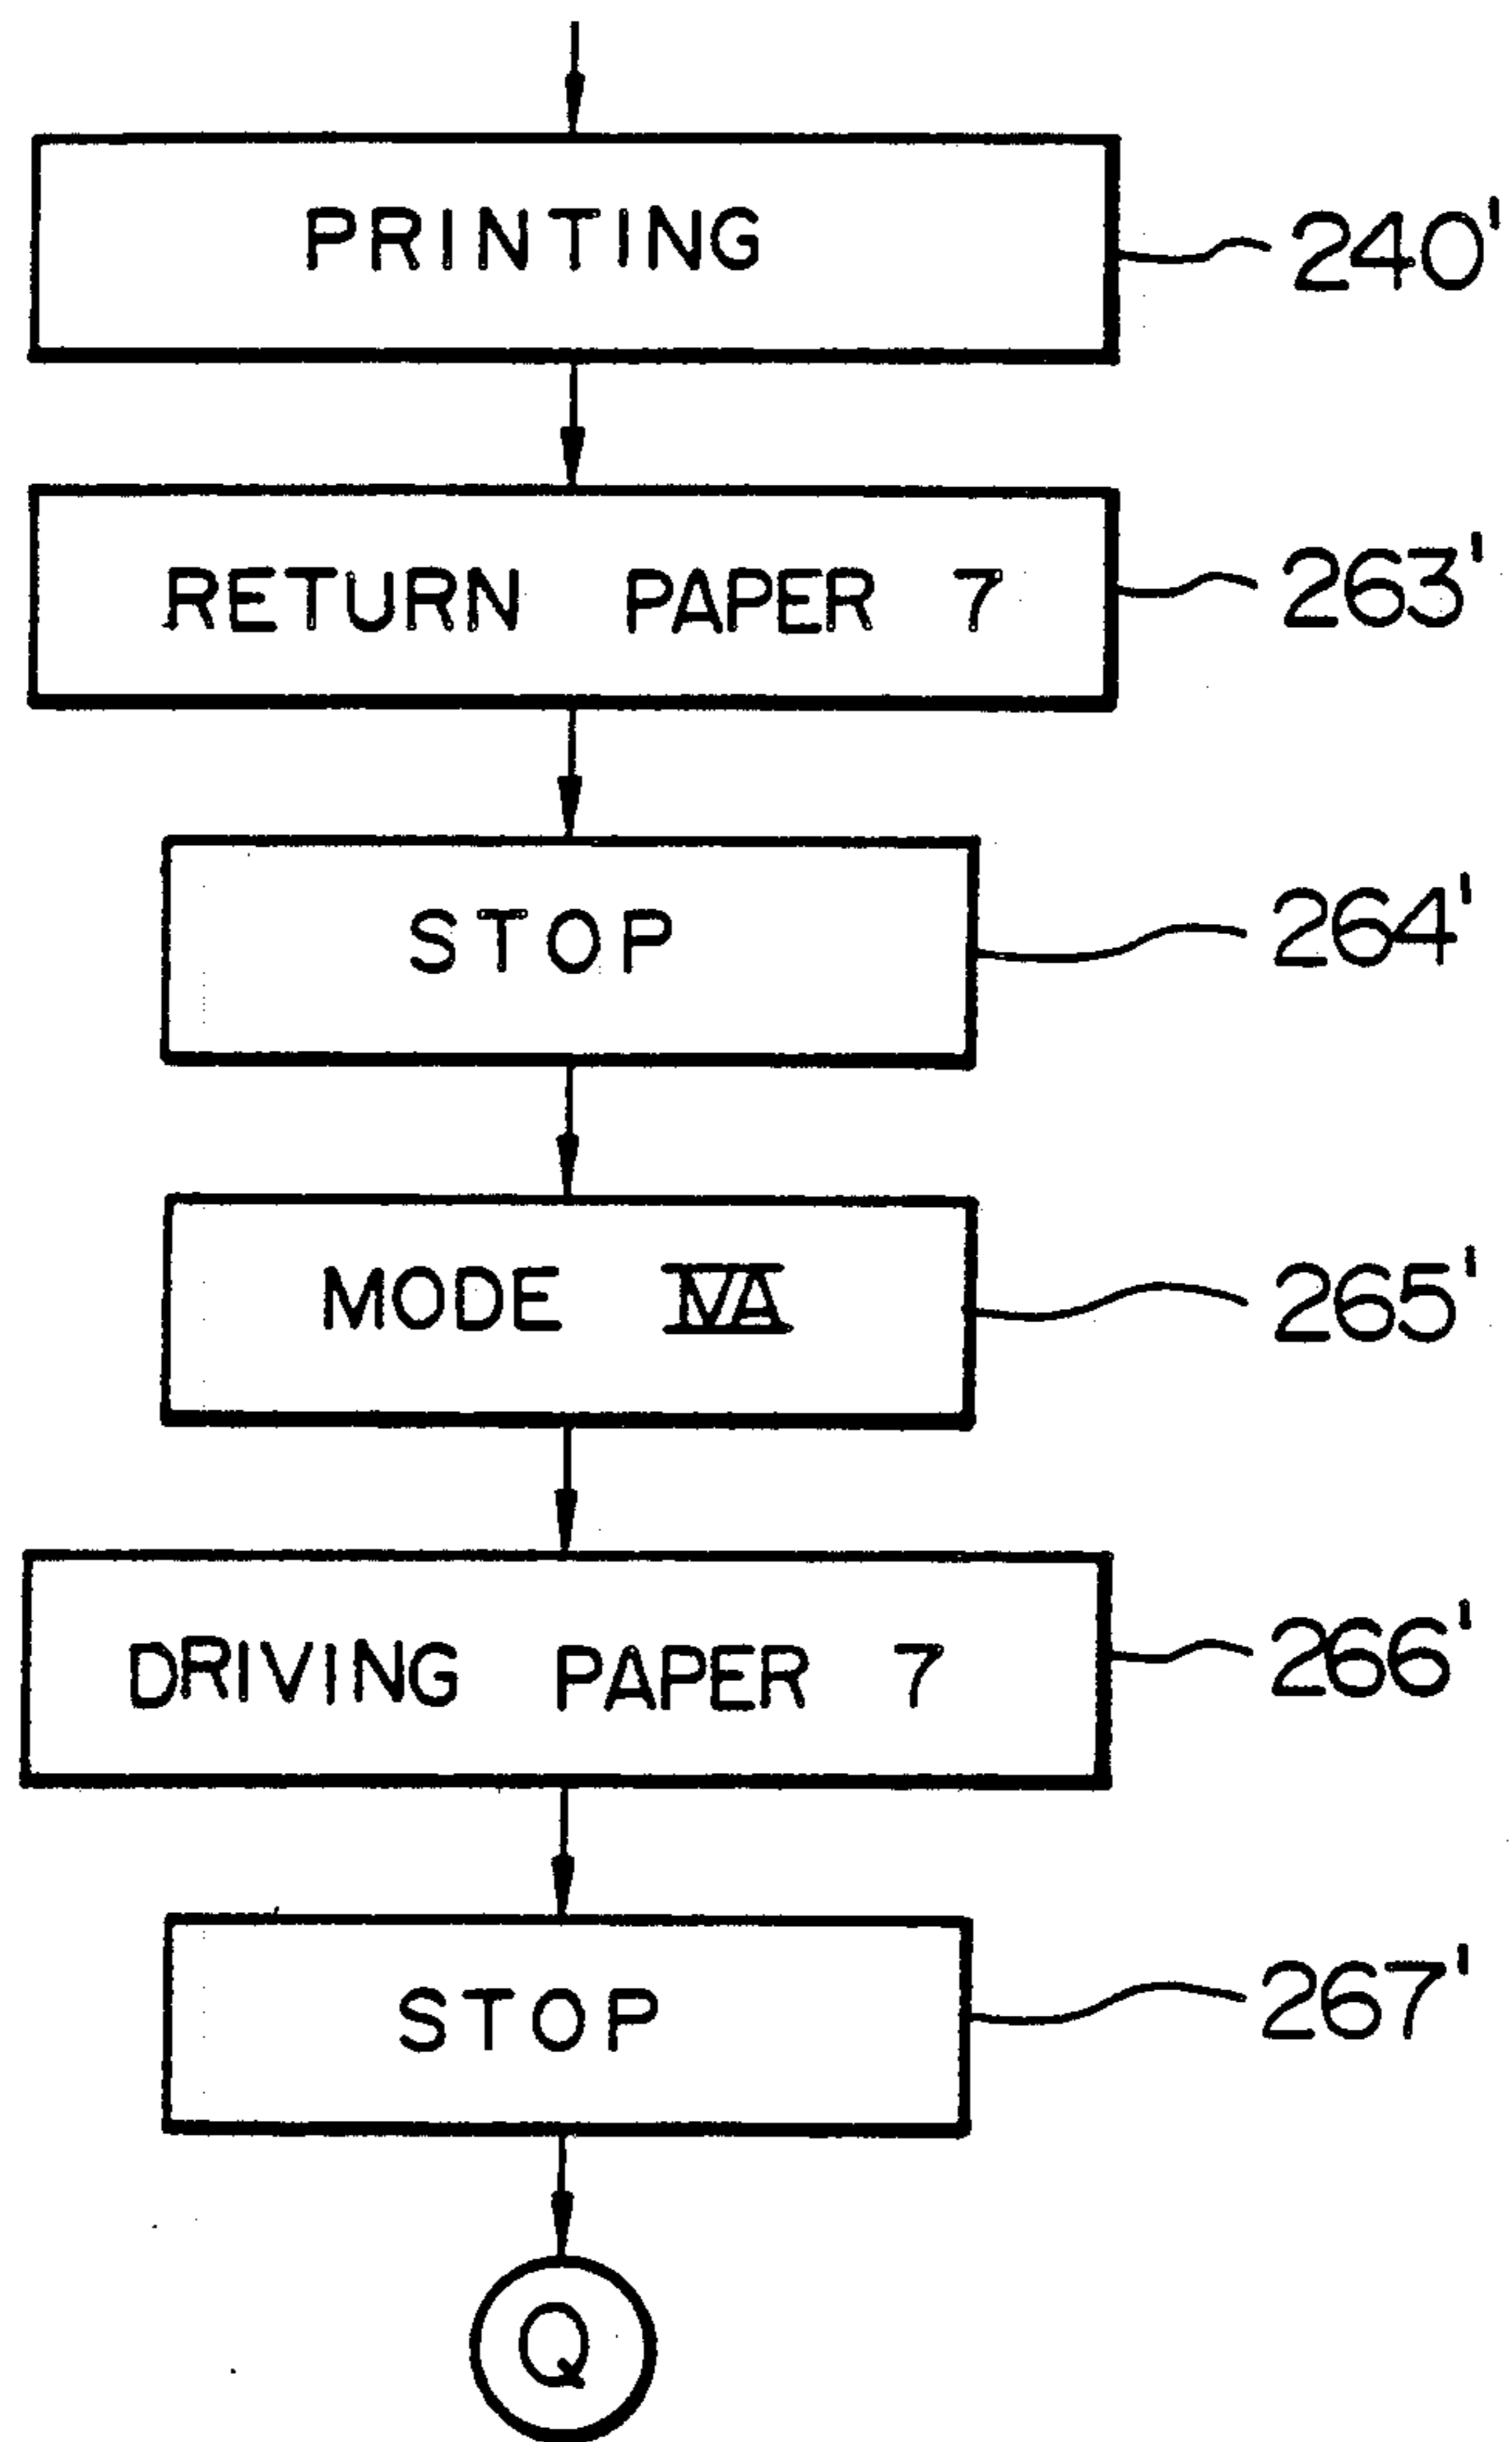 PRINTING 240'
RETURN PAPER 7 263'
STOP 264'
MODE IVA 265'
DRIVING PAPER 7 266'
STOP 267'
Q